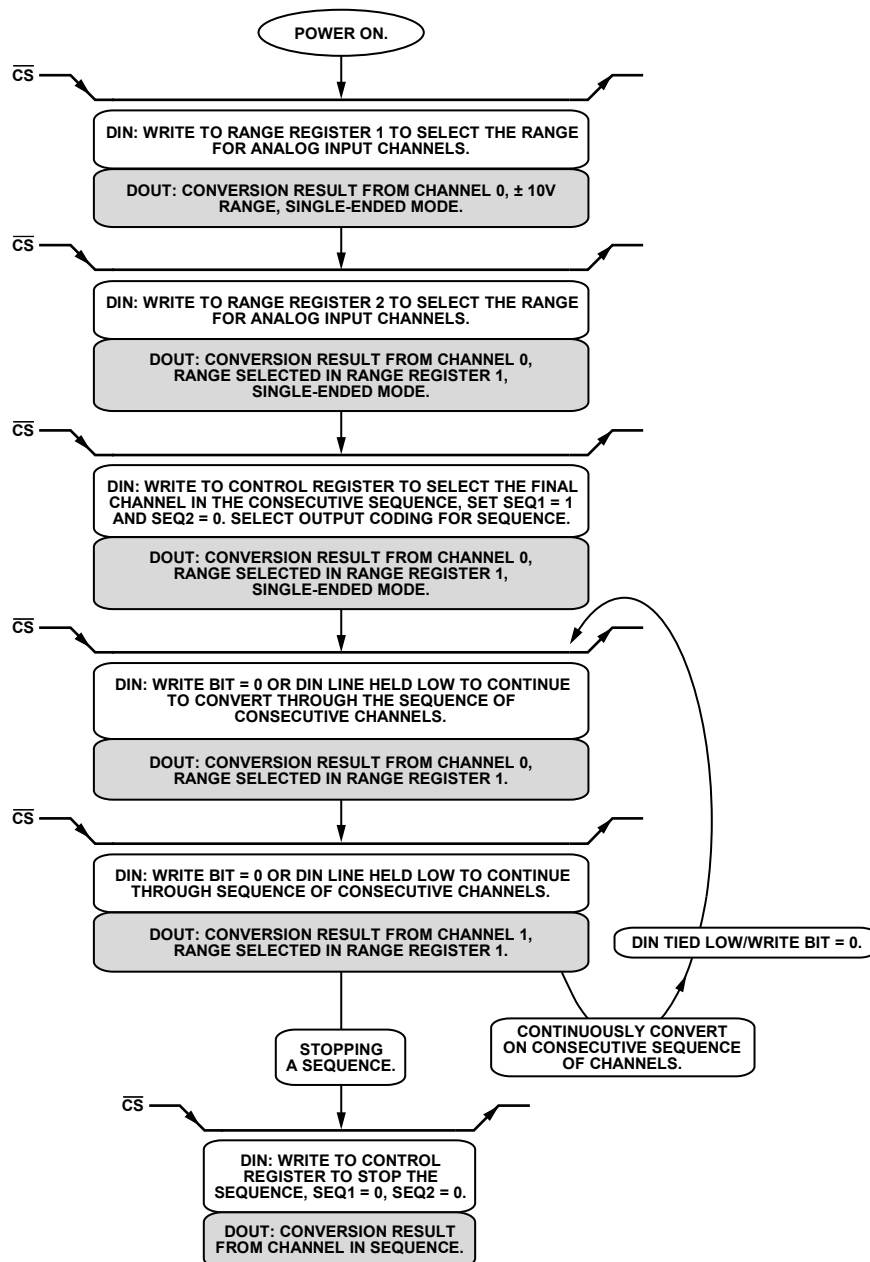 POWER ON.
CS
DIN: WRITE TO RANGE REGISTER 1 TO SELECT THE RANGE
FOR ANALOG INPUT CHANNELS.
DOUT: CONVERSION RESULT FROM CHANNEL 0, ± 10V
RANGE, SINGLE-ENDED MODE.
CS
DIN: WRITE TO RANGE REGISTER 2 TO SELECT THE RANGE
FOR ANALOG INPUT CHANNELS.
DOUT: CONVERSION RESULT FROM CHANNEL 0,
RANGE SELECTED IN RANGE REGISTER 1,
SINGLE-ENDED MODE.
CS
DIN: WRITE TO CONTROL REGISTER TO SELECT THE FINAL
CHANNEL IN THE CONSECUTIVE SEQUENCE, SET SEQ1 = 1
AND SEQ2 = 0. SELECT OUTPUT CODING FOR SEQUENCE.
DOUT: CONVERSION RESULT FROM CHANNEL 0,
RANGE SELECTED IN RANGE REGISTER 1,
SINGLE-ENDED MODE.
CS
DIN: WRITE BIT = 0 OR DIN LINE HELD LOW TO CONTINUE
TO CONVERT THROUGH THE SEQUENCE OF
CONSECUTIVE CHANNELS.
DOUT: CONVERSION RESULT FROM CHANNEL 0,
RANGE SELECTED IN RANGE REGISTER 1.
CS
DIN: WRITE BIT = 0 OR DIN LINE HELD LOW TO CONTINUE
THROUGH SEQUENCE OF CONSECUTIVE CHANNELS.
DOUT: CONVERSION RESULT FROM CHANNEL 1,
RANGE SELECTED IN RANGE REGISTER 1.
DIN TIED LOW/WRITE BIT = 0.
CONTINUOUSLY CONVERT
ON CONSECUTIVE SEQUENCE
OF CHANNELS.
STOPPING
A SEQUENCE.
CS
DIN: WRITE TO CONTROL
REGISTER TO STOP THE
SEQUENCE, SEQ1 = 0, SEQ2 = 0.
DOUT: CONVERSION RESULT
FROM CHANNEL IN SEQUENCE.